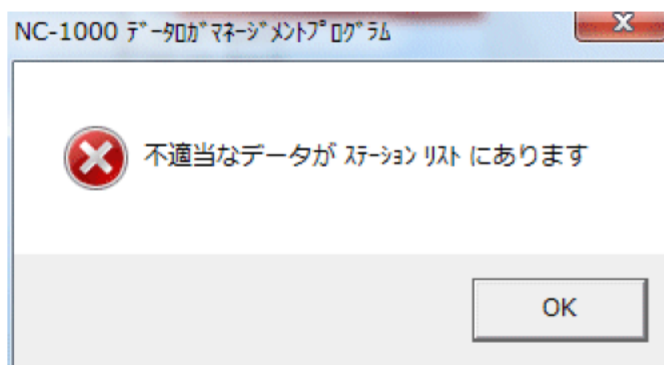 NC-1000 ﾃﾞｰﾀﾛｶﾞﾏﾈｰｼﾞﾒﾝﾄﾌﾟﾛｸﾞﾗﾑ
不適当なデータが ｽﾃｰｼｮﾝ ﾘｽﾄ にあります
OK